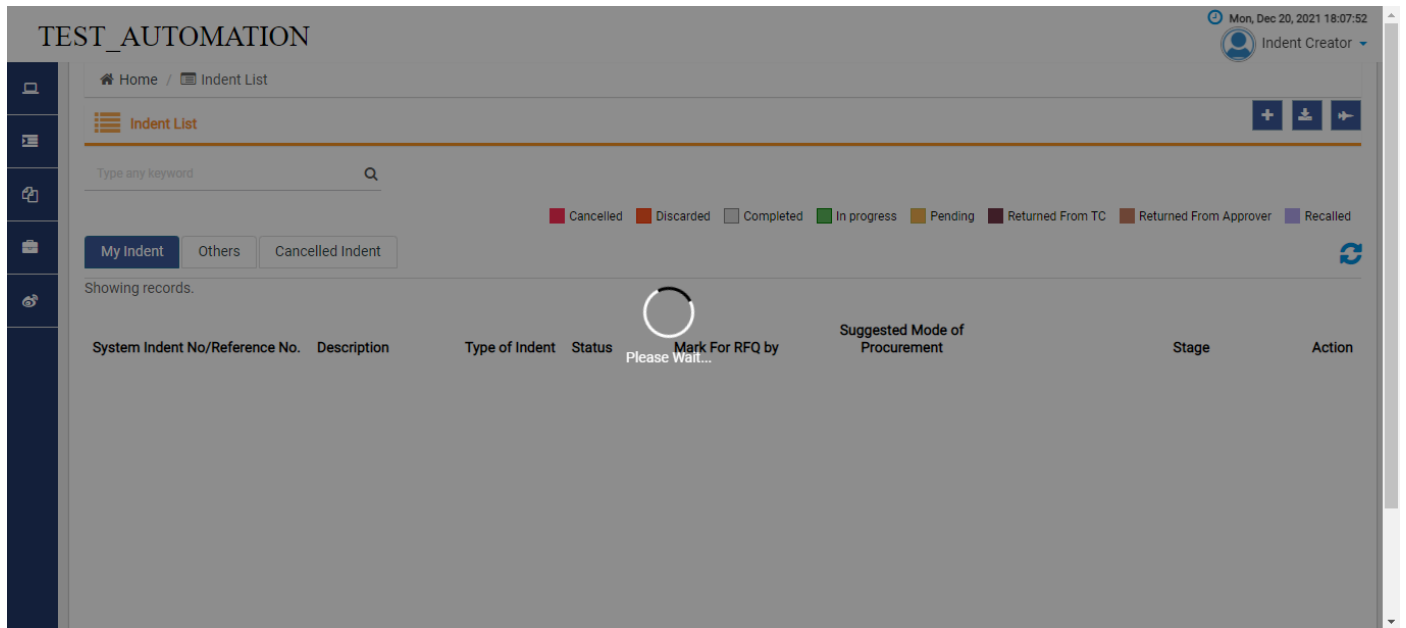 TEST_AUTOMATION
Mon, Dec 20, 2021 18:07:52
Indent Creator
Home / Indent List
Indent List
Type any keyword
Cancelled Discarded Completed In progress Pending Returned From TC Returned From Approver Recalled
My Indent Others Cancelled Indent
Showing records.
System Indent No/Reference No. Description Type of Indent Status Mark For RFQ by Suggested Mode of Procurement Stage Action
Please Wait...